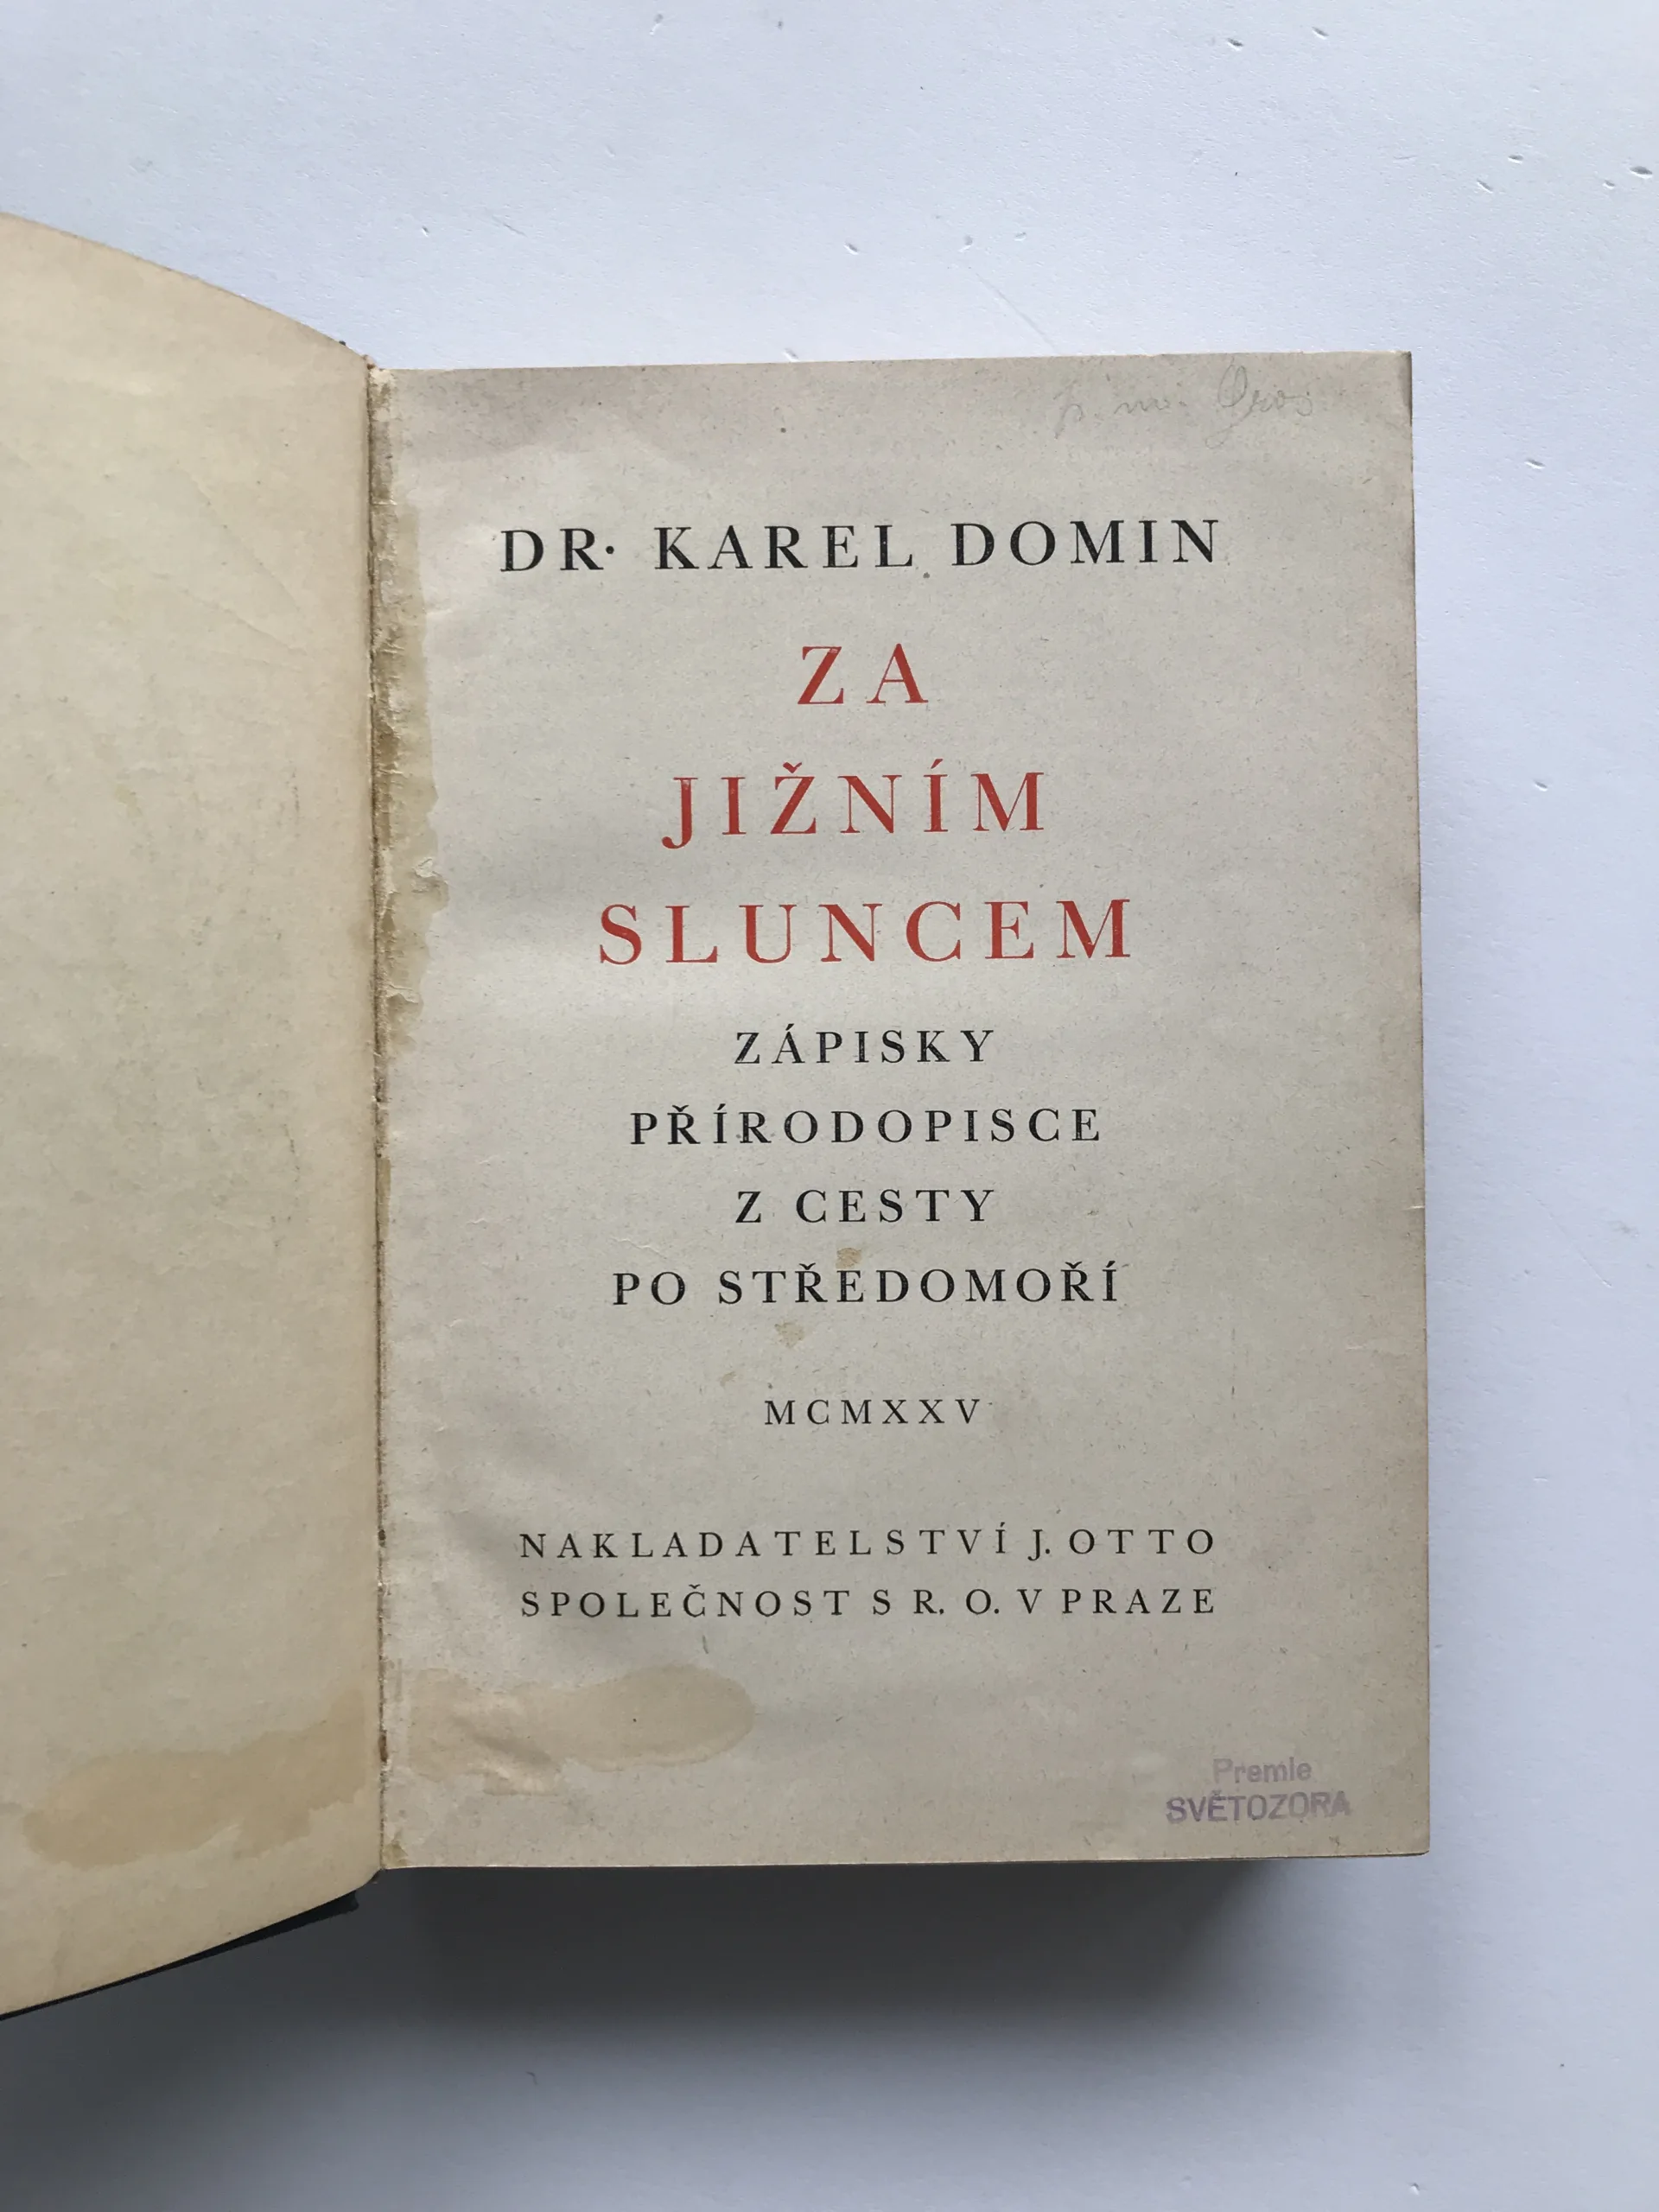 DR. KAREL DOMIN
ZA
JIŽNÍM
SLUNCEM
ZÁPISKY
PŘÍRODOPISCE
Z CESTY
PO STŘEDOMOŘÍ
MCMXXV
NAKLADATELSTVÍ J. OTTO
SPOLEČNOST S R. O. V PRAZE
Premie
SVĚTOZORA